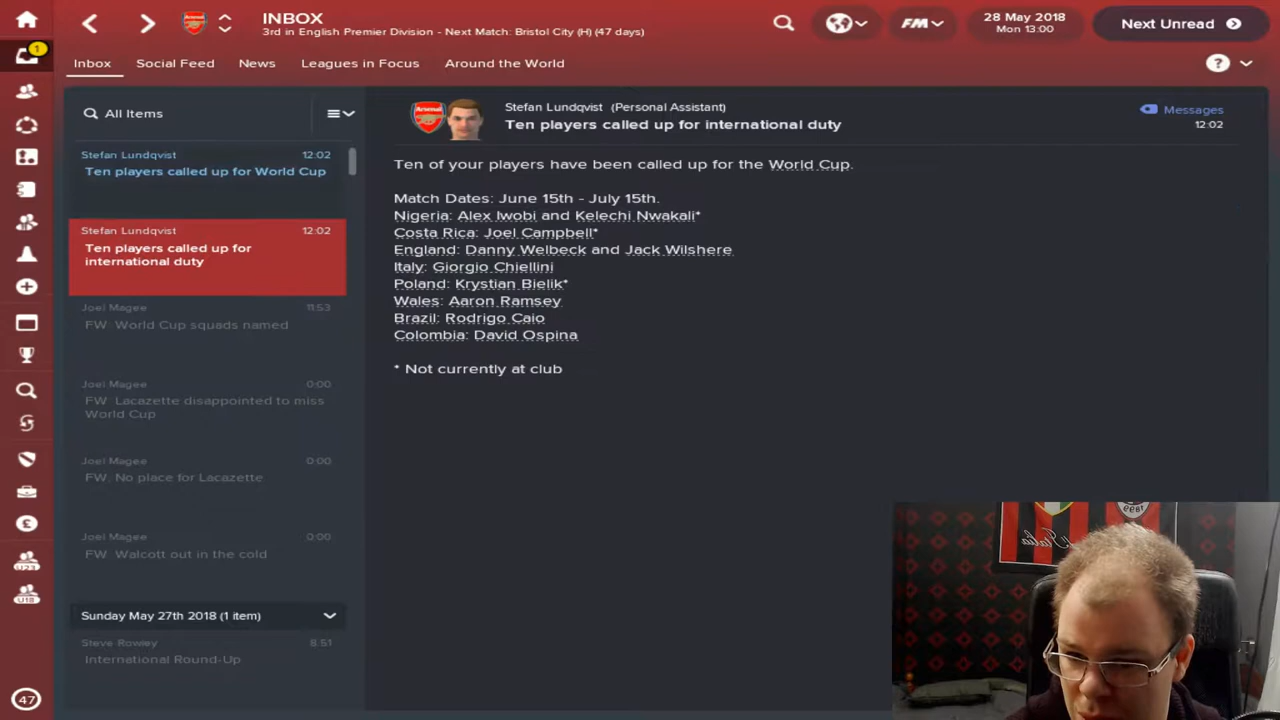 INBOX
3rd in English Premier Division - Next Match: Bristol City (H) (47 days)
FM
28 May 2018
Mon 13:00
Next Unread
1
Inbox
Social Feed
News
Leagues in Focus
Around the World
?
All Items
Stefan Lundqvist 12:02
Ten players called up for World Cup
Stefan Lundqvist 12:02
Ten players called up for
international duty
Joel Magee 11:53
FW: World Cup squads named
Joel Magee 0:00
FW: Lacazette disappointed to miss
World Cup
Joel Magee 0:00
FW: No place for Lacazette
Joel Magee 0:00
FW: Walcott out in the cold
Sunday May 27th 2018 (1 item)
Steve Rowley 8:51
International Round-Up
Arsenal
Stefan Lundqvist (Personal Assistant)
Ten players called up for international duty
Messages
12:02
Ten of your players have been called up for the World Cup.
Match Dates: June 15th - July 15th.
Nigeria: Alex Iwobi and Kelechi Nwakali*
Costa Rica: Joel Campbell*
England: Danny Welbeck and Jack Wilshere
Italy: Giorgio Chiellini
Poland: Krystian Bielik*
Wales: Aaron Ramsey
Brazil: Rodrigo Caio
Colombia: David Ospina
* Not currently at club
U23
U18
47